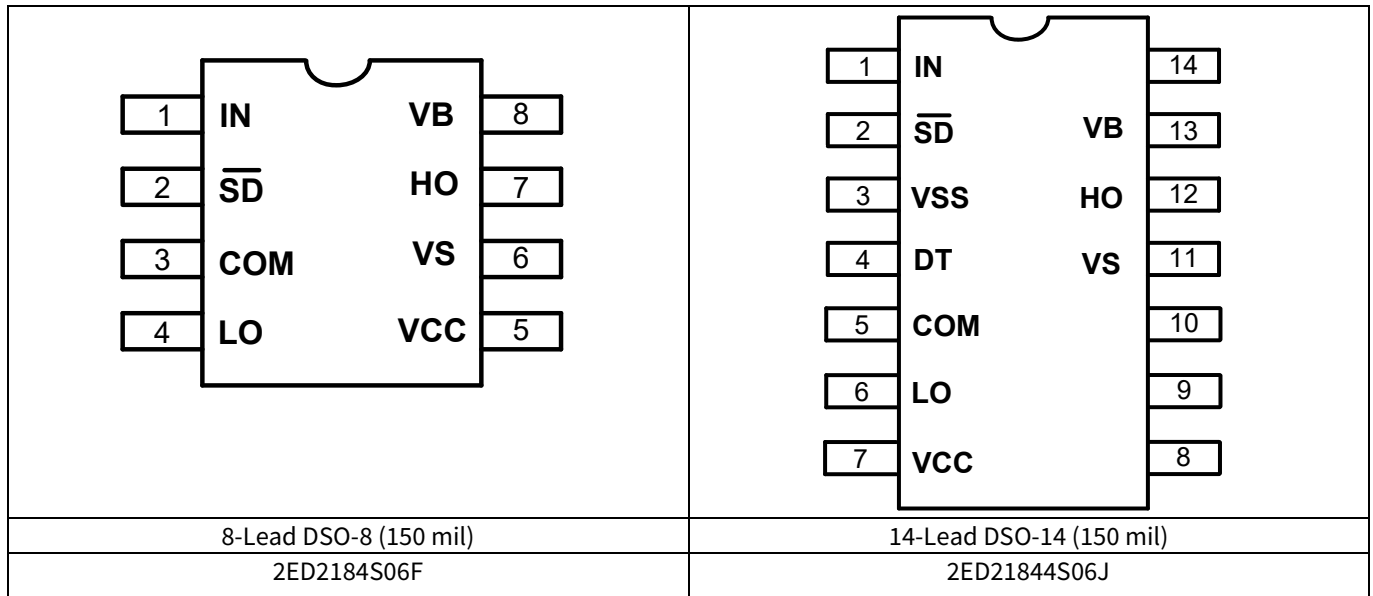 1 IN VB 8
2 SD HO 7
3 COM VS 6
4 LO VCC 5
8-Lead DSO-8 (150 mil)
2ED2184S06F
1 IN 14
2 SD VB 13
3 VSS HO 12
4 DT VS 11
5 COM 10
6 LO 9
7 VCC 8
14-Lead DSO-14 (150 mil)
2ED21844S06J